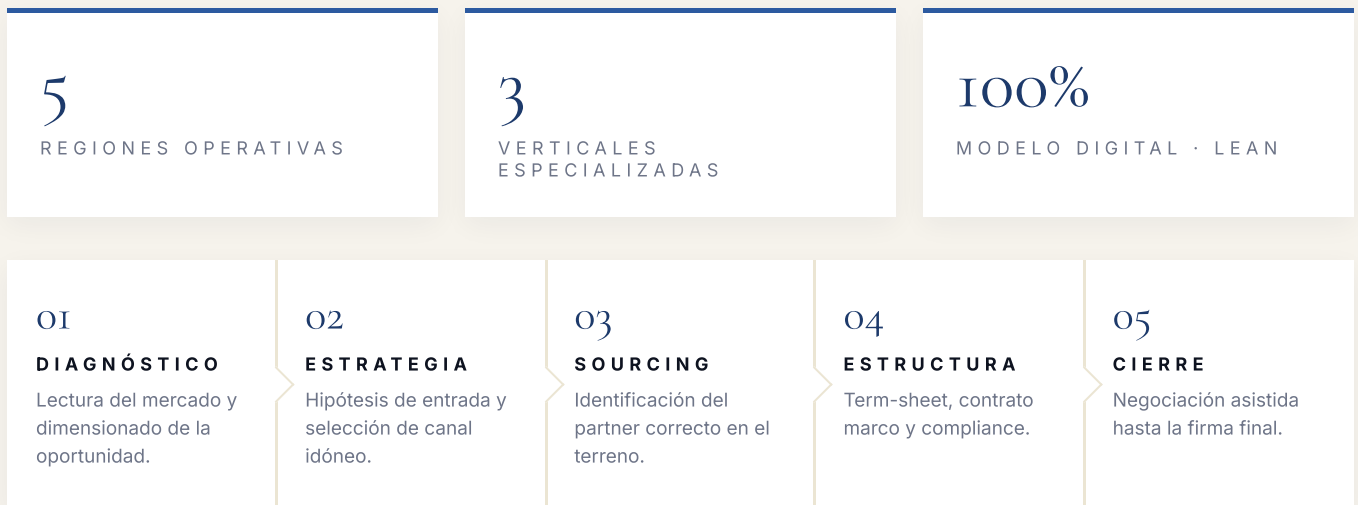 5
REGIONES OPERATIVAS
3
VERTICALES
ESPECIALIZADAS
100%
MODELO DIGITAL · LEAN
01
DIAGNÓSTICO
Lectura del mercado y
dimensionado de la
oportunidad.
02
ESTRATEGIA
Hipótesis de entrada y
selección de canal
idóneo.
03
SOURCING
Identificación del
partner correcto en el
terreno.
04
ESTRUCTURA
Term-sheet, contrato
marco y compliance.
05
CIERRE
Negociación asistida
hasta la firma final.